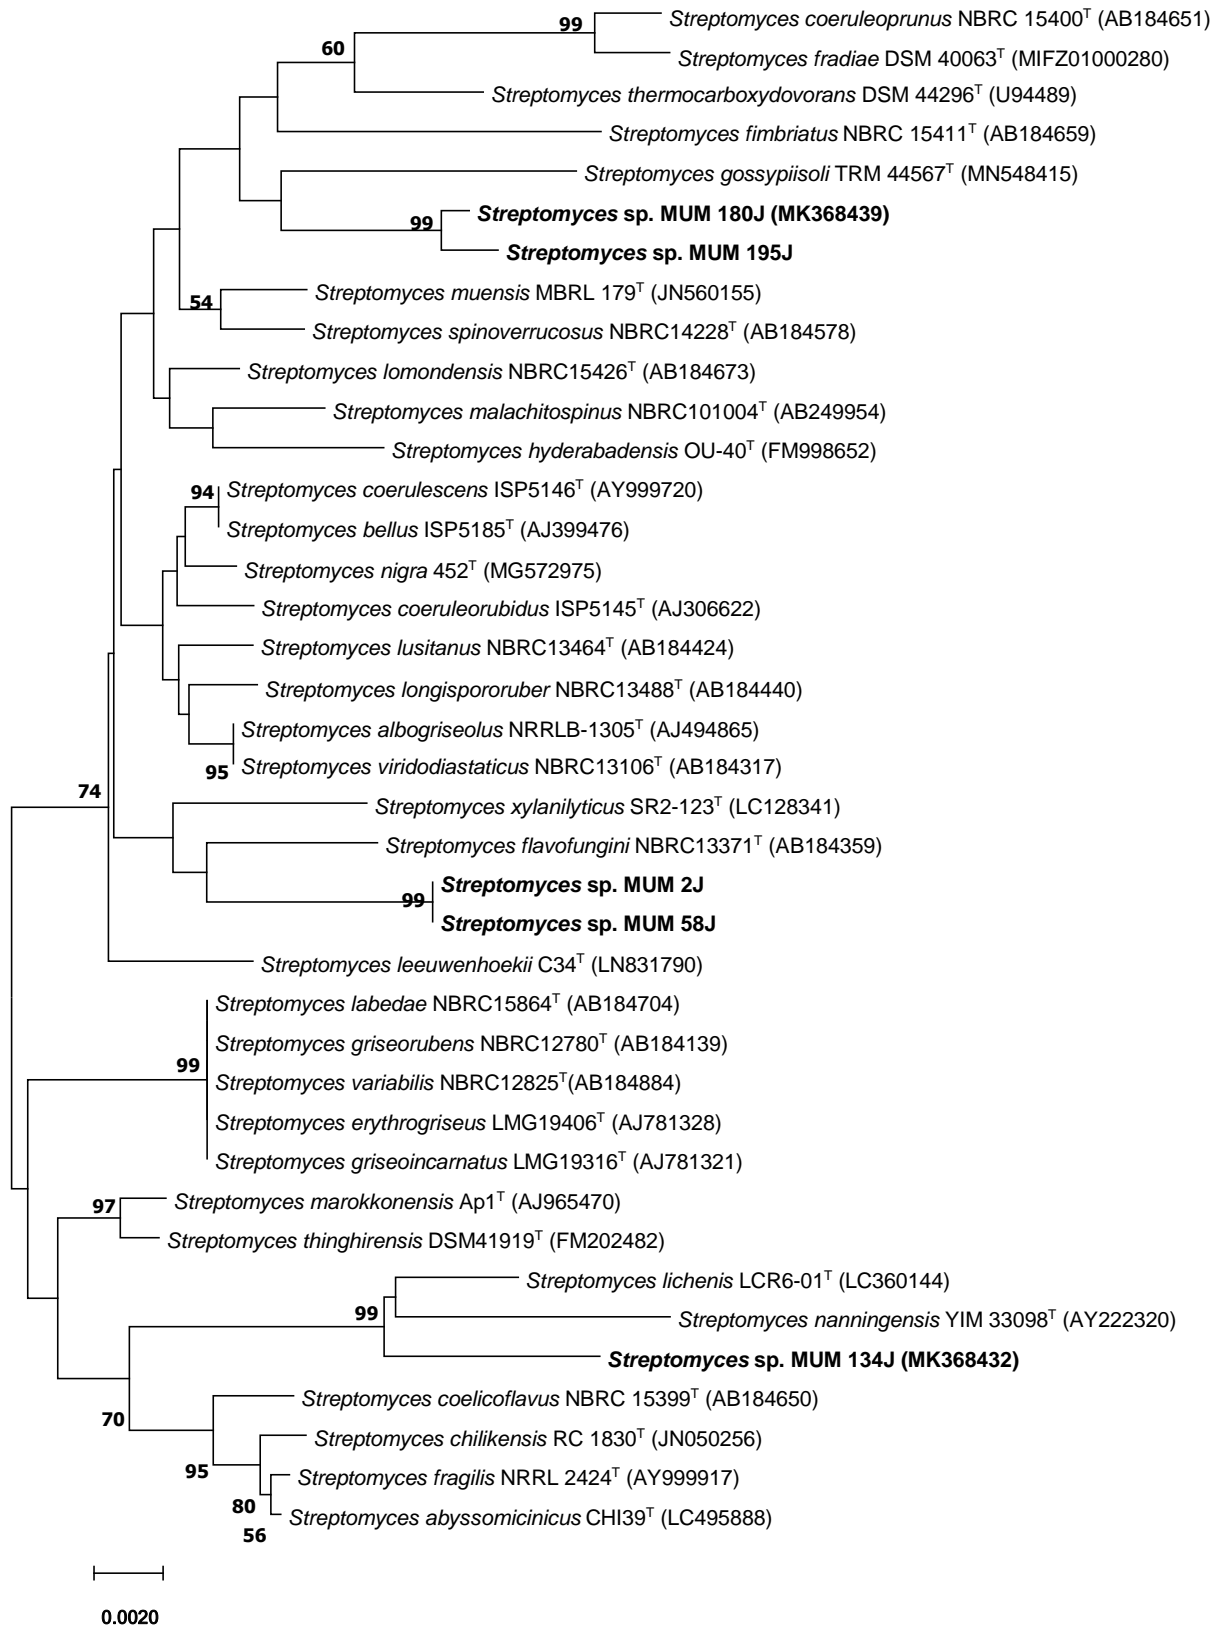 99
Streptomyces coeruleoprunus NBRC 15400ᵀ (AB184651)
60
Streptomyces fradiae DSM 40063ᵀ (MIFZ01000280)
Streptomyces thermocarboxydovorans DSM 44296ᵀ (U94489)
Streptomyces fimbriatus NBRC 15411ᵀ (AB184659)
Streptomyces gossypiisoli TRM 44567ᵀ (MN548415)
99
Streptomyces sp. MUM 180J (MK368439)
Streptomyces sp. MUM 195J
54
Streptomyces muensis MBRL 179ᵀ (JN560155)
Streptomyces spinoverrucosus NBRC14228ᵀ (AB184578)
Streptomyces lomondensis NBRC15426ᵀ (AB184673)
Streptomyces malachitospinus NBRC101004ᵀ (AB249954)
Streptomyces hyderabadensis OU-40ᵀ (FM998652)
94
Streptomyces coerulescens ISP5146ᵀ (AY999720)
Streptomyces bellus ISP5185ᵀ (AJ399476)
Streptomyces nigra 452ᵀ (MG572975)
Streptomyces coeruleorubidus ISP5145ᵀ (AJ306622)
Streptomyces lusitanus NBRC13464ᵀ (AB184424)
Streptomyces longispororuber NBRC13488ᵀ (AB184440)
Streptomyces albogriseolus NRRLB-1305ᵀ (AJ494865)
95
Streptomyces viridodiastaticus NBRC13106ᵀ (AB184317)
74
Streptomyces xylanilyticus SR2-123ᵀ (LC128341)
Streptomyces flavofungini NBRC13371ᵀ (AB184359)
Streptomyces sp. MUM 2J
99
Streptomyces sp. MUM 58J
Streptomyces leeuwenhoekii C34ᵀ (LN831790)
Streptomyces labedae NBRC15864ᵀ (AB184704)
Streptomyces griseorubens NBRC12780ᵀ (AB184139)
99
Streptomyces variabilis NBRC12825ᵀ(AB184884)
Streptomyces erythrogriseus LMG19406ᵀ (AJ781328)
Streptomyces griseoincarnatus LMG19316ᵀ (AJ781321)
97
Streptomyces marokkonensis Ap1ᵀ (AJ965470)
Streptomyces thinghirensis DSM41919ᵀ (FM202482)
Streptomyces lichenis LCR6-01ᵀ (LC360144)
99
Streptomyces nanningensis YIM 33098ᵀ (AY222320)
Streptomyces sp. MUM 134J (MK368432)
Streptomyces coelicoflavus NBRC 15399ᵀ (AB184650)
70
Streptomyces chilikensis RC 1830ᵀ (JN050256)
95
Streptomyces fragilis NRRL 2424ᵀ (AY999917)
80
Streptomyces abyssomicinicus CHI39ᵀ (LC495888)
56
0.0020